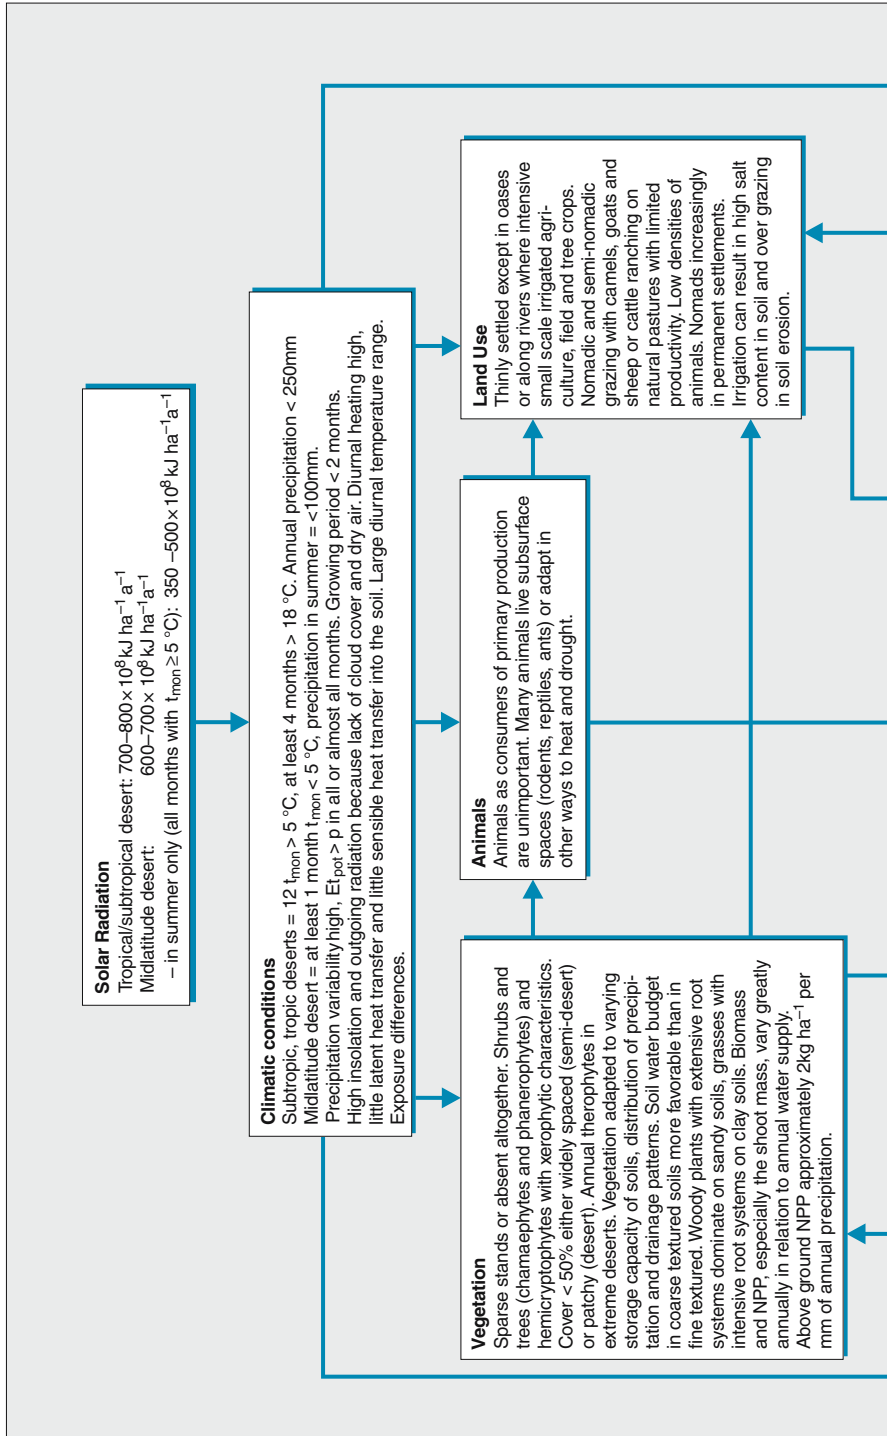 Solar Radiation
Tropical/subtropical desert: 700–800×10⁸kJ ha⁻¹a⁻¹
Midlatitude desert: 600–700×10⁸kJ ha⁻¹a⁻¹
– in summer only (all months with tmon ≥ 5 °C): 350 –500×10⁸kJ ha⁻¹a⁻¹
Climatic conditions
Subtropic, tropic deserts = 12 tmon > 5 °C, at least 4 months > 18 °C. Annual precipitation < 250mm
Midlatitude desert = at least 1 month tmon < 5 °C, precipitation in summer = <100mm.
Precipitation variability high, Etpot > p in all or almost all months. Growing period < 2 months.
High insolation and outgoing radiation because lack of cloud cover and dry air. Diurnal heating high,
little latent heat transfer and little sensible heat transfer into the soil. Large diurnal temperature range.
Exposure differences.
Vegetation
Sparse stands or absent altogether. Shrubs and
trees (chamaephytes and phanerophytes) and
hemicryptophytes with xerophytic characteristics.
Cover < 50% either widely spaced (semi-desert)
or patchy (desert). Annual therophytes in
extreme deserts. Vegetation adapted to varying
storage capacity of soils, distribution of precipi-
tation and drainage patterns. Soil water budget
in coarse textured soils more favorable than in
fine textured. Woody plants with extensive root
systems dominate on sandy soils, grasses with
intensive root systems on clay soils. Biomass
and NPP, especially the shoot mass, vary greatly
annually in relation to annual water supply.
Above ground NPP approximately 2kg ha⁻¹ per
mm of annual precipitation.
Animals
Animals as consumers of primary production
are unimportant. Many animals live subsurface
spaces (rodents, reptiles, ants) or adapt in
other ways to heat and drought.
Land Use
Thinly settled except in oases
or along rivers where intensive
small scale irrigated agri-
culture, field and tree crops.
Nomadic and semi-nomadic
grazing with camels, goats and
sheep or cattle ranching on
natural pastures with limited
productivity. Low densities of
animals. Nomads increasingly
in permanent settlements.
Irrigation can result in high salt
content in soil and over grazing
in soil erosion.